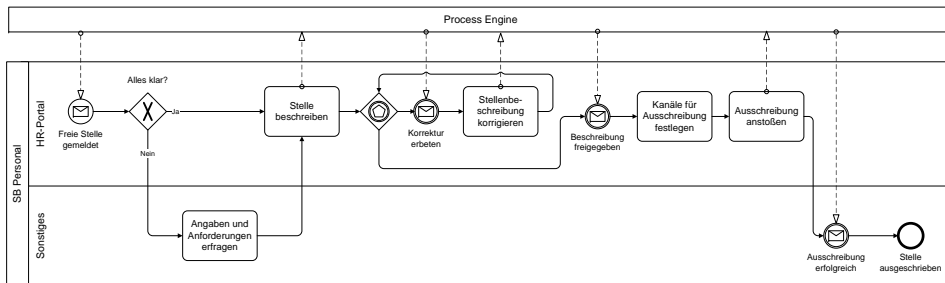 Process Engine
SB Personal
HR-Portal
Freie Stelle
gemeldet
Alles klar?
Ja
Nein
Stelle
beschreiben
Korrektur
erbeten
Stellenbe-
schreibung
korrigieren
Beschreibung
freigegeben
Kanäle für
Ausschreibung
festlegen
Ausschreibung
anstoßen
Sonstiges
Angaben und
Anforderungen
erfragen
Ausschreibung
erfolgreich
Stelle
ausgeschrieben